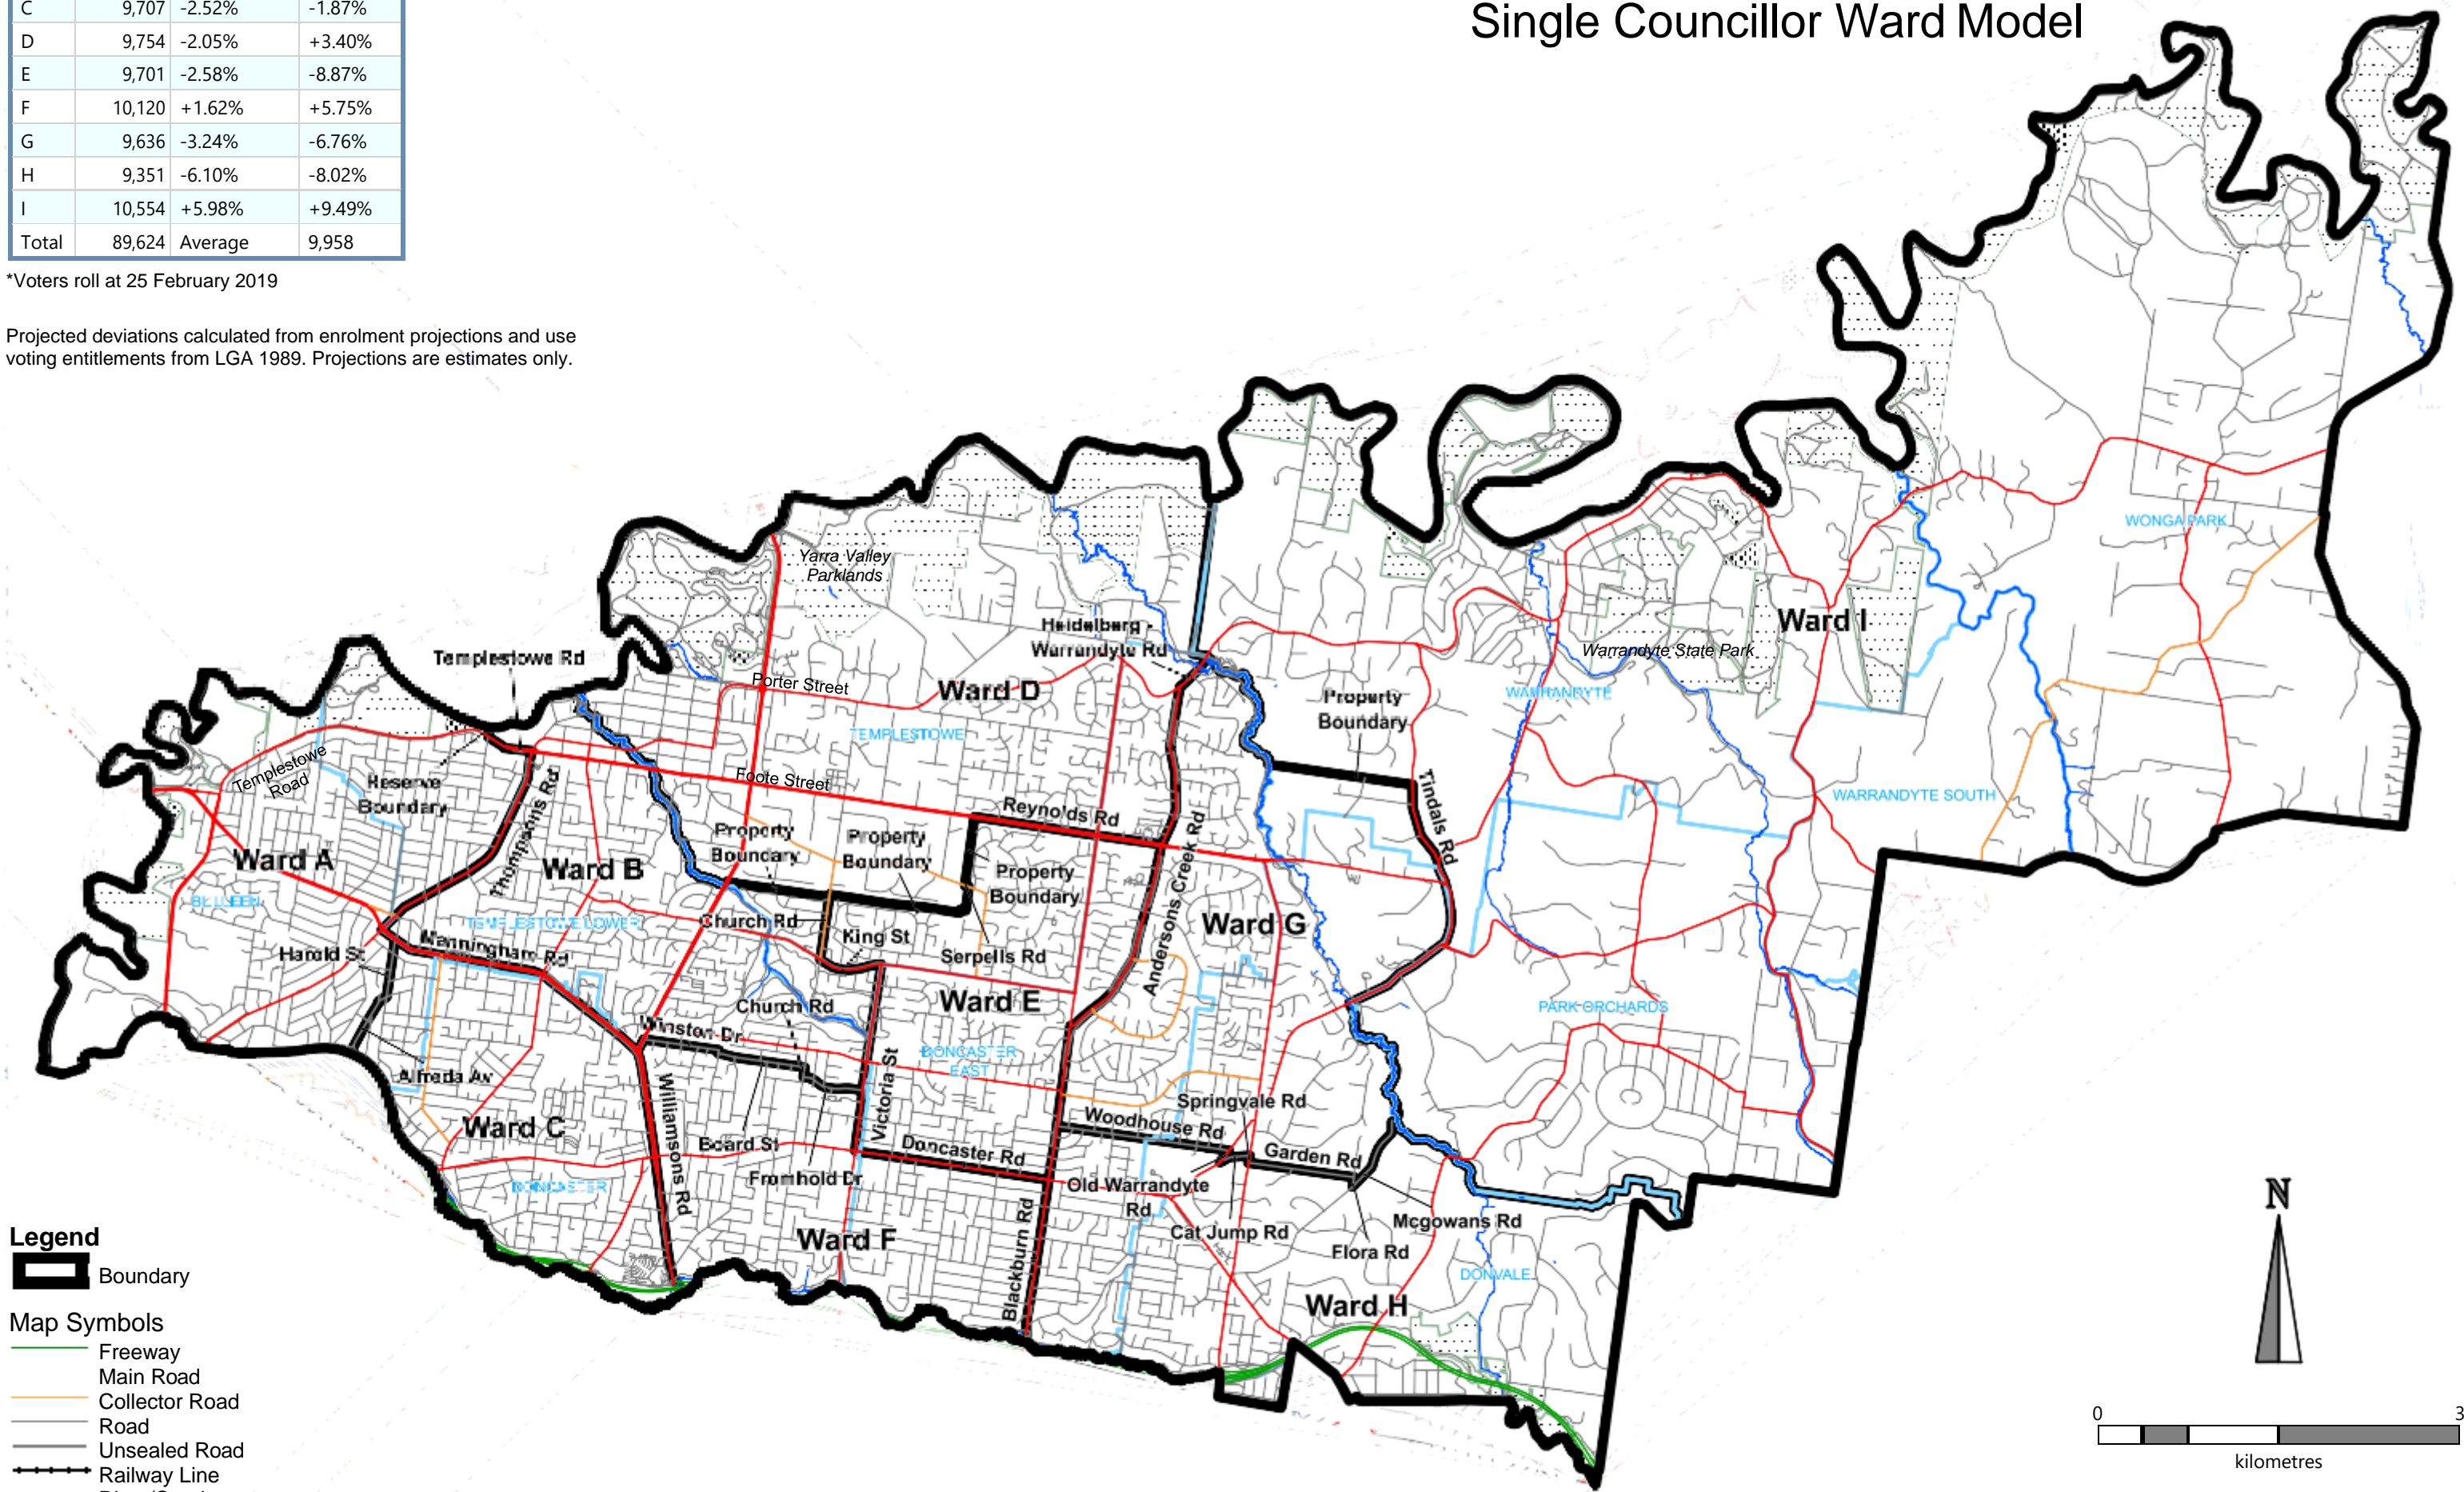 Single Councillor Ward Model
C 9,707 -2.52% -1.87%
D 9,754 -2.05% +3.40%
E 9,701 -2.58% -8.87%
F 10,120 +1.62% +5.75%
G 9,636 -3.24% -6.76%
H 9,351 -6.10% -8.02%
I 10,554 +5.98% +9.49%
Total 89,624 Average 9,958
*Voters roll at 25 February 2019
Projected deviations calculated from enrolment projections and use
voting entitlements from LGA 1989. Projections are estimates only.
WONGA PARK
Yarra Valley
Parklands
Ward I
Heidelberg -
Warrandyte Rd
Warrandyte State Park
Templestowe Rd
Porter Street
Ward D
WARRANDYTE
Property
Boundary
TEMPLESTOWE
Templestowe
Road
Reserve
Boundary
Foote Street
Thompsons Rd
Tindals Rd
WARRANDYTE SOUTH
Reynolds Rd
Property
Boundary
Property
Boundary
Property
Boundary
Andersons Creek Rd
Ward A
Ward B
BULLEEN
TEMPLESTOWE LOWER
Church Rd
King St
Serpells Rd
Ward G
Harold St
Manningham Rd
Ward E
Church Rd
PARK ORCHARDS
Winston Dr
DONCASTER
EAST
Alfreda Av
Williamsons Rd
Victoria St
Springvale Rd
Woodhouse Rd
Ward C
Board St
Doncaster Rd
Garden Rd
Fromhold Dr
Old Warrandyte
Rd
DONCASTER
Cat Jump Rd
Mcgowans Rd
Flora Rd
Ward F
Blackburn Rd
DONVALE
Ward H
N
Legend
Boundary
Map Symbols
Freeway
Main Road
Collector Road
Road
Unsealed Road
Railway Line
0 3
kilometres